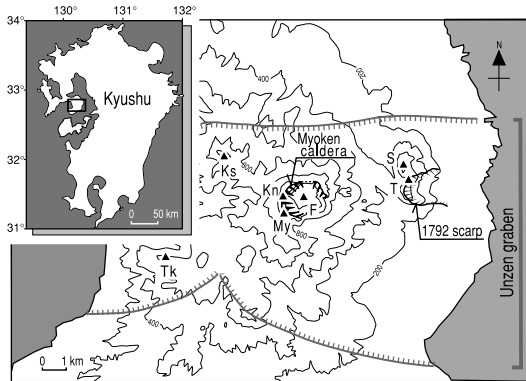 130° 131° 132°
34°
33°
32°
31°
Kyushu
0 50 km
N
400
200
Myoken
caldera
800
Ks
Kn
F
My
800
S
T
1792 scarp
Tk
200
400
0 1 km
Unzen graben